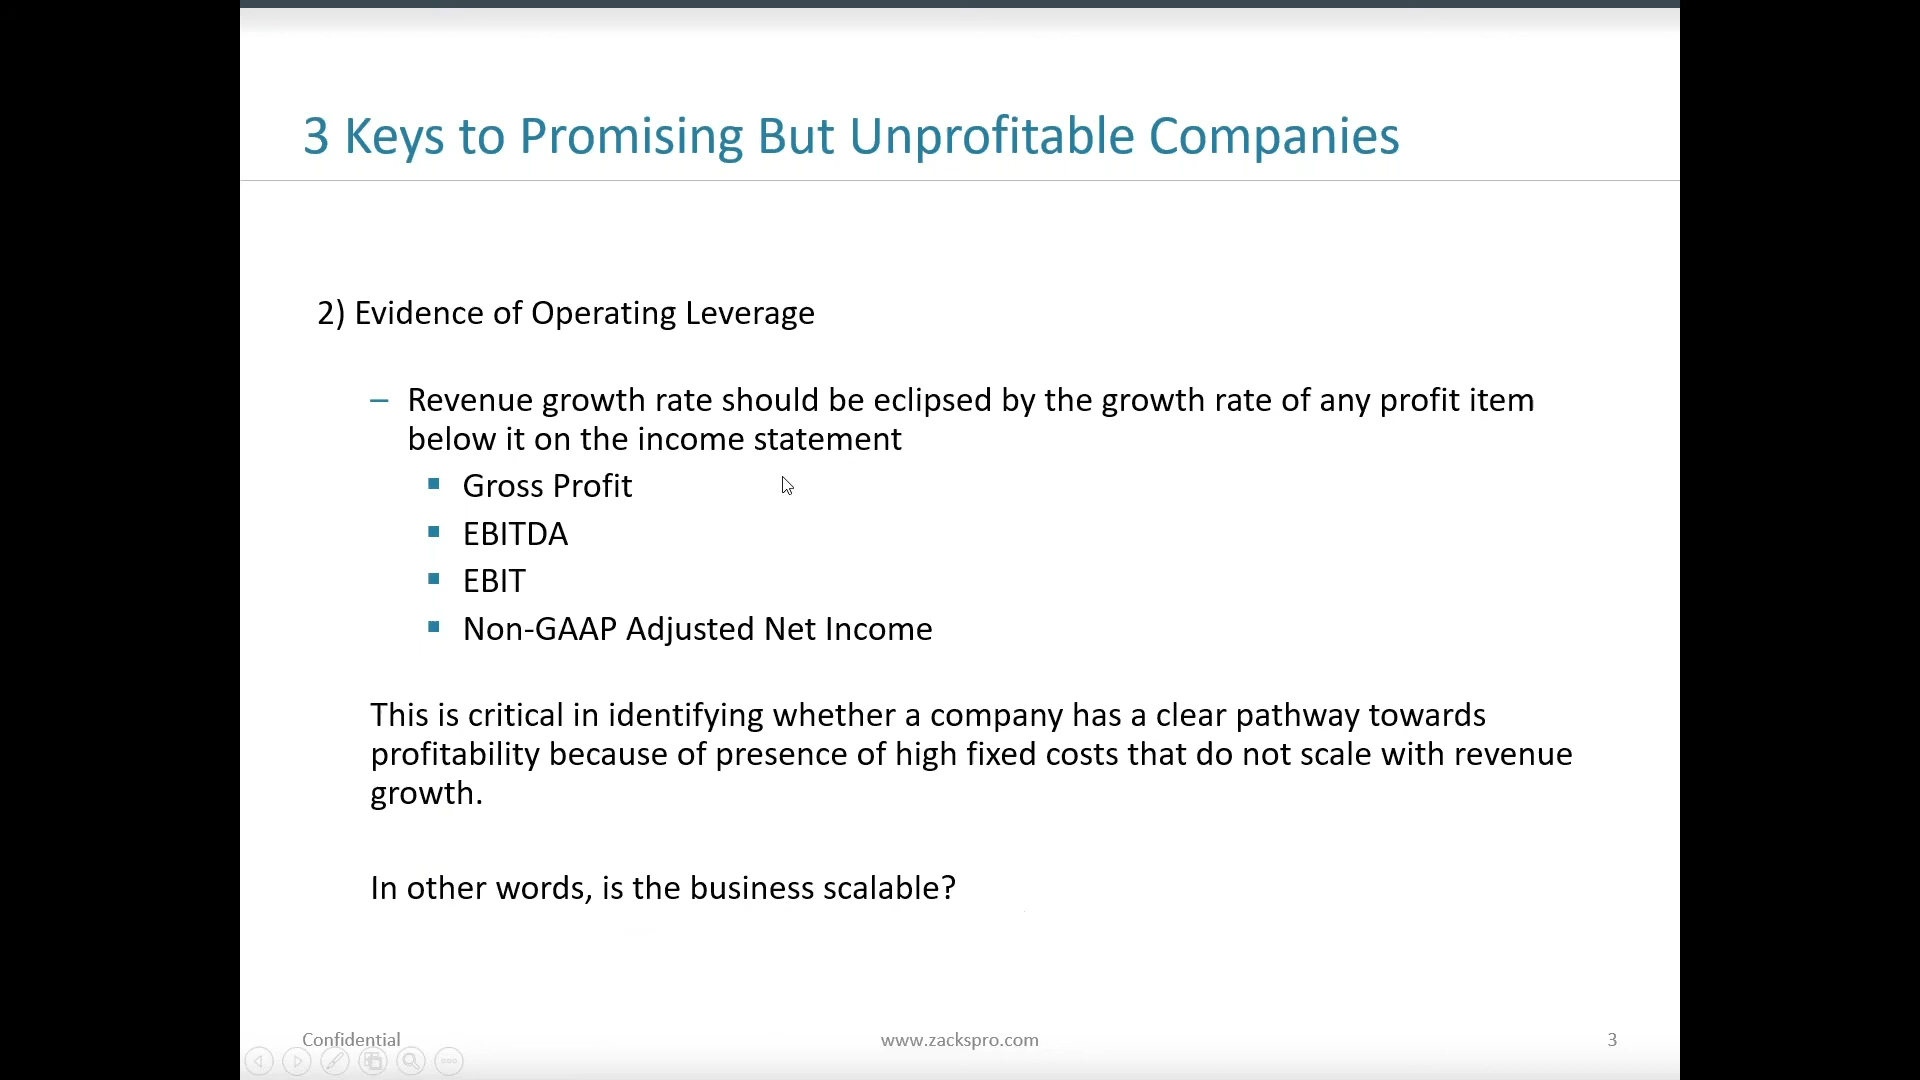 3 Keys to Promising But Unprofitable Companies
2) Evidence of Operating Leverage
– Revenue growth rate should be eclipsed by the growth rate of any profit item
below it on the income statement
▪ Gross Profit
▪ EBITDA
▪ EBIT
▪ Non-GAAP Adjusted Net Income
This is critical in identifying whether a company has a clear pathway towards
profitability because of presence of high fixed costs that do not scale with revenue
growth.
In other words, is the business scalable?
Confidential
www.zackspro.com
3